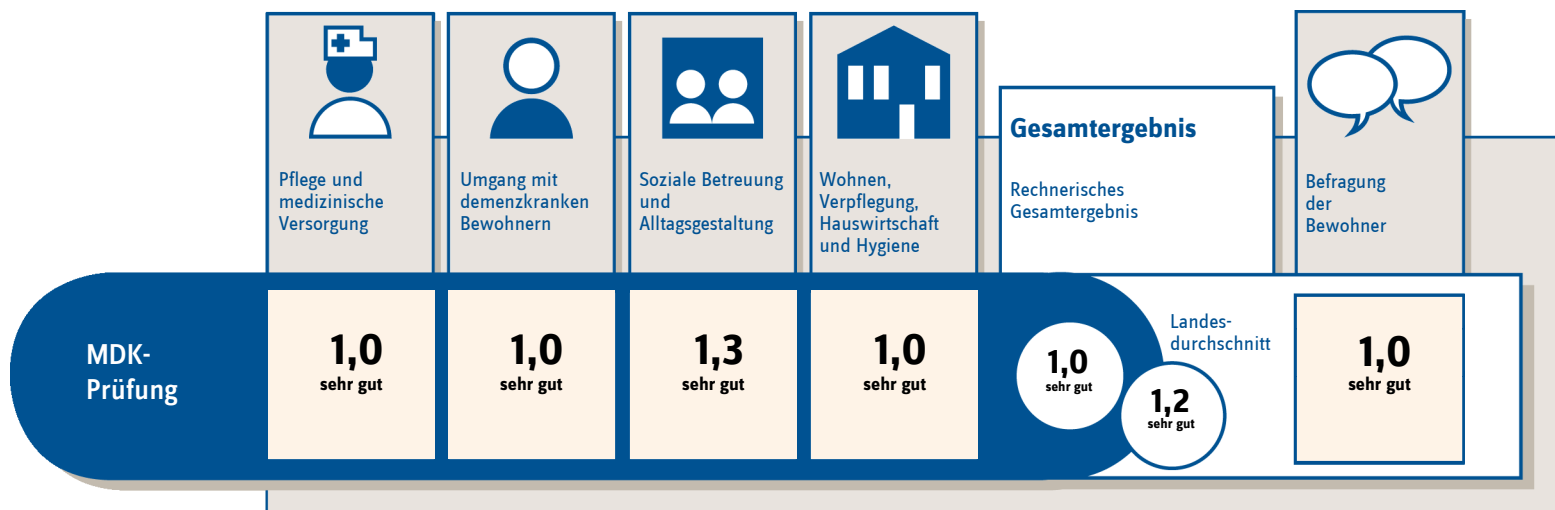 Pflege und
medizinische
Versorgung
Umgang mit
demenzkranken
Bewohnern
Soziale Betreuung
und
Alltagsgestaltung
Wohnen,
Verpflegung,
Hauswirtschaft
und Hygiene
Gesamtergebnis
Rechnerisches
Gesamtergebnis
Befragung
der
Bewohner
MDK-
Prüfung
1,0
sehr gut
1,0
sehr gut
1,3
sehr gut
1,0
sehr gut
1,0
sehr gut
Landes-
durchschnitt
1,2
sehr gut
1,0
sehr gut